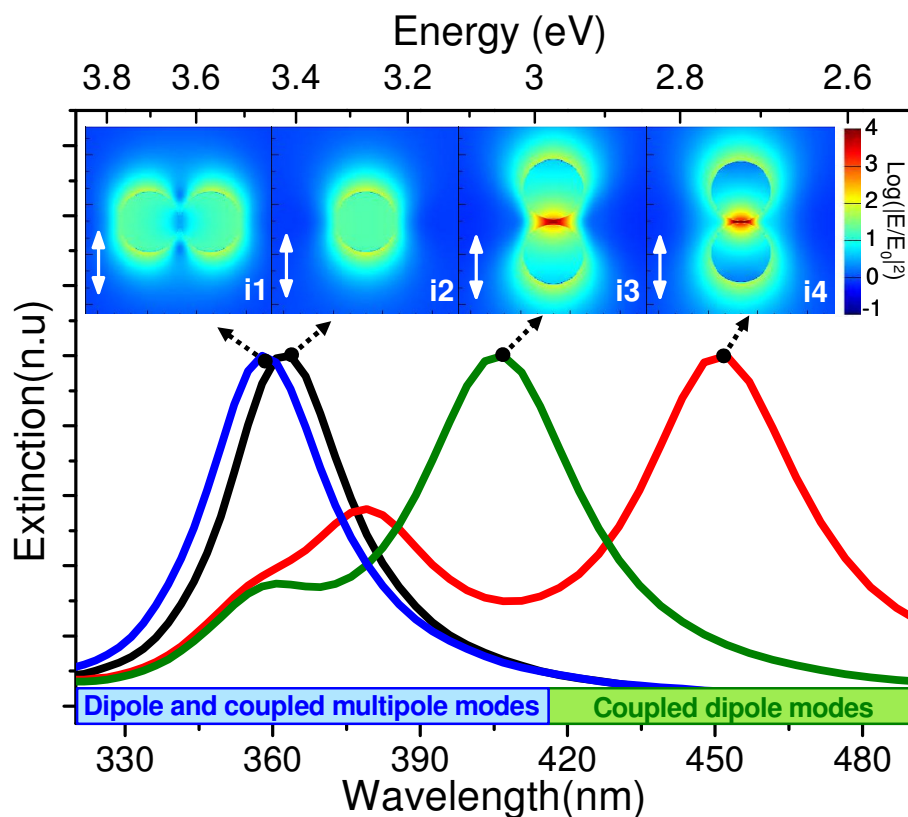 Energy (eV)
3.8 3.6 3.4 3.2 3 2.8 2.6
i1 i2 i3 i4
4
3
2
1
0
-1
Log(|E/E₀|²)
Extinction(n.u)
Dipole and coupled multipole modes
Coupled dipole modes
330 360 390 420 450 480
Wavelength(nm)